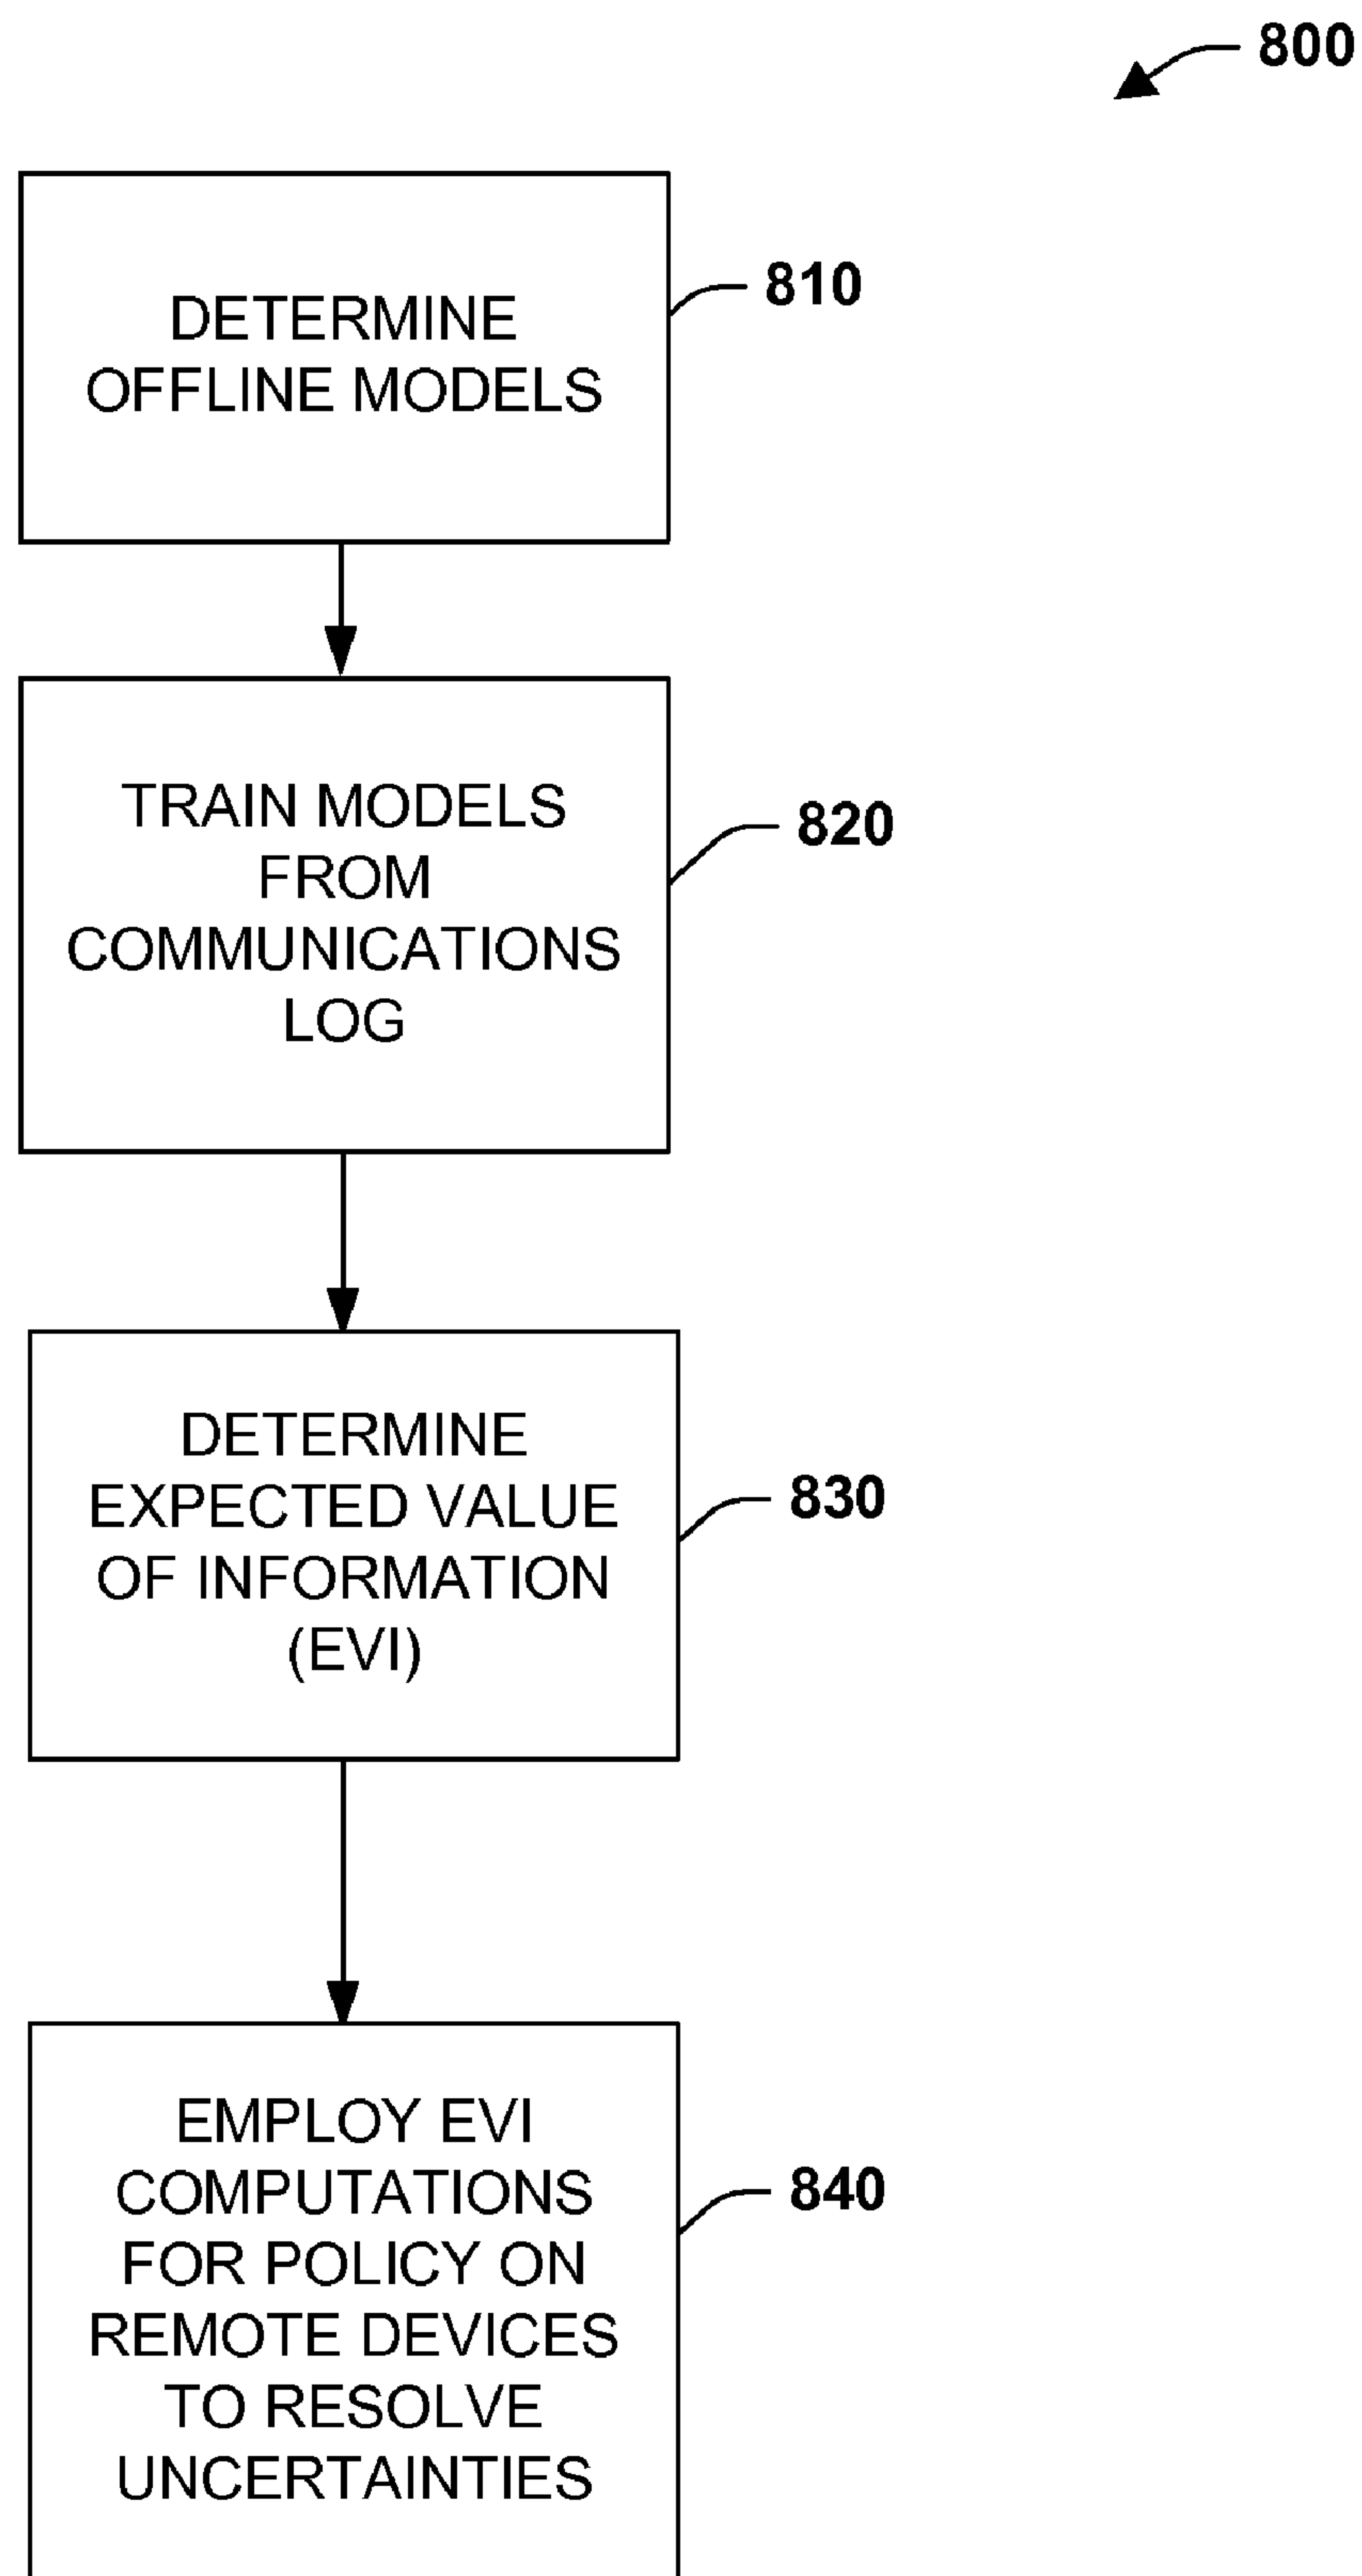 800
DETERMINE
OFFLINE MODELS
810
TRAIN MODELS
FROM
COMMUNICATIONS
LOG
820
DETERMINE
EXPECTED VALUE
OF INFORMATION
(EVI)
830
EMPLOY EVI
COMPUTATIONS
FOR POLICY ON
REMOTE DEVICES
TO RESOLVE
UNCERTAINTIES
840